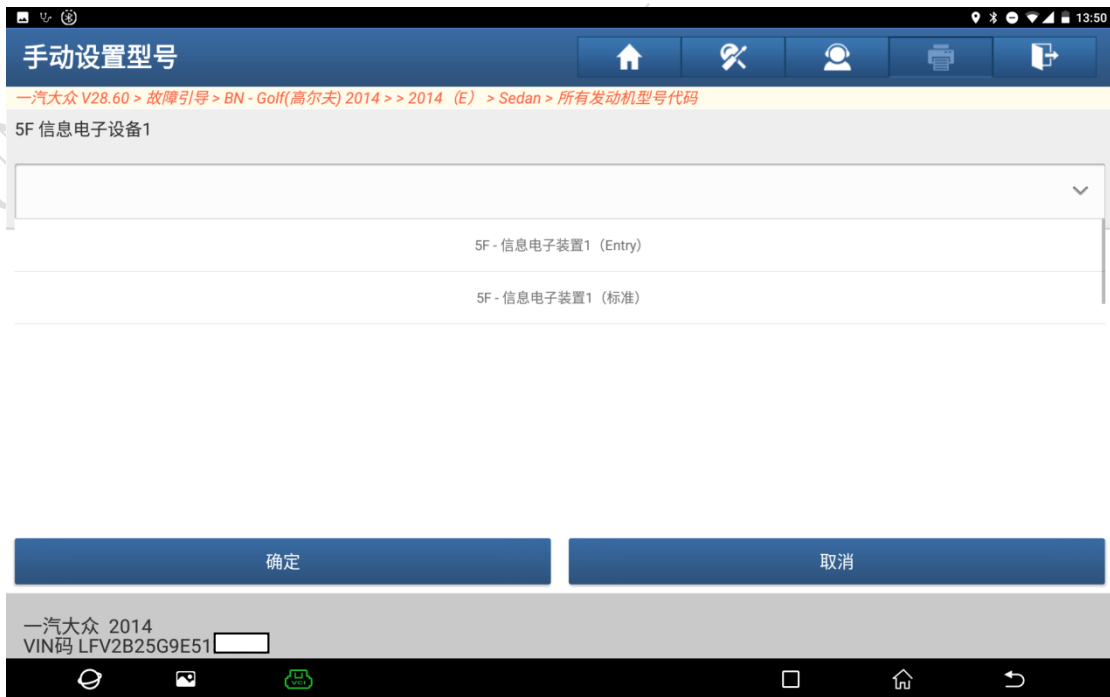 13:50
手动设置型号
一汽大众 V28.60 > 故障引导 > BN - Golf(高尔夫) 2014 > > 2014（E） > Sedan > 所有发动机型号代码
5F 信息电子设备1
5F - 信息电子装置1（Entry）
5F - 信息电子装置1（标准）
确定
取消
一汽大众 2014
VIN码 LFV2B25G9E51
VCI